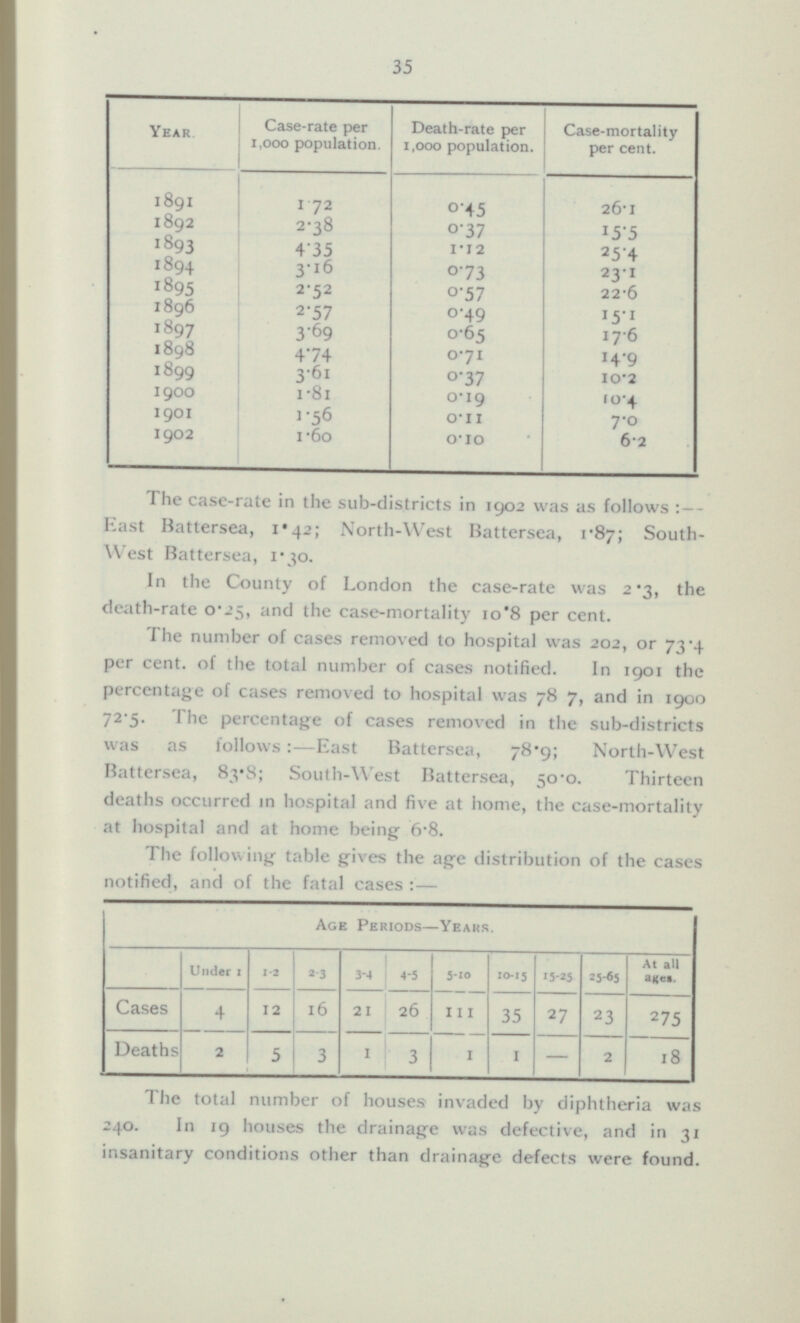 35
YEAR. Case-rate per 1,000 population. Death-rate per 1,000 population. Case-mortality per cent.
1891 1 72 0·45 26·1
1892 2·38 0·37 15·5
1893 4·35 1·12 25·4
1894 3·16 0·73 23·1
1895 2·52 0·57 22·6
1896 2·57 0·49 15·1
1897 3·69 0·65 17·6
1898 4·74 0·71 14·9
1899 3·61 0·37 10·2
1900 1·81 0·19 10·4
1901 1·56 0·11 7·0
1902 1·60 0·10 6·2
The case-rate in the sub-districts in 1902 was as follows :—
East Battersea, 1·42; North-West Battersea, 1·87; South-
West Battersea, 1·30.
In the County of London the case-rate was 2·3, the
death-rate 0·25, and the case-mortality 10·8 per cent.
The number of cases removed to hospital was 202, or 73·4
per cent. of the total number of cases notified. In 1901 the
percentage of cases removed to hospital was 78 7, and in 1900
72·5. The percentage of cases removed in the sub-districts
was as follows :—East Battersea, 78·9; North-West
Battersea, 83·8; South-West Battersea, 50·0. Thirteen
deaths occurred in hospital and five at home, the case-mortality
at hospital and at home being 6·8.
The following table gives the age distribution of the cases
notified, and of the fatal cases :—
AGE PERIODS—YEARS.
Under 1 1-2 2 3 3-4 4-5 5-10 10-15 15-25 25-65 At all ages.
Cases 4 12 16 21 26 111 35 27 23 275
Deaths 2 5 3 1 3 1 1 — 2 18
The total number of houses invaded by diphtheria was
240. In 19 houses the drainage was defective, and in 31
insanitary conditions other than drainage defects were found.